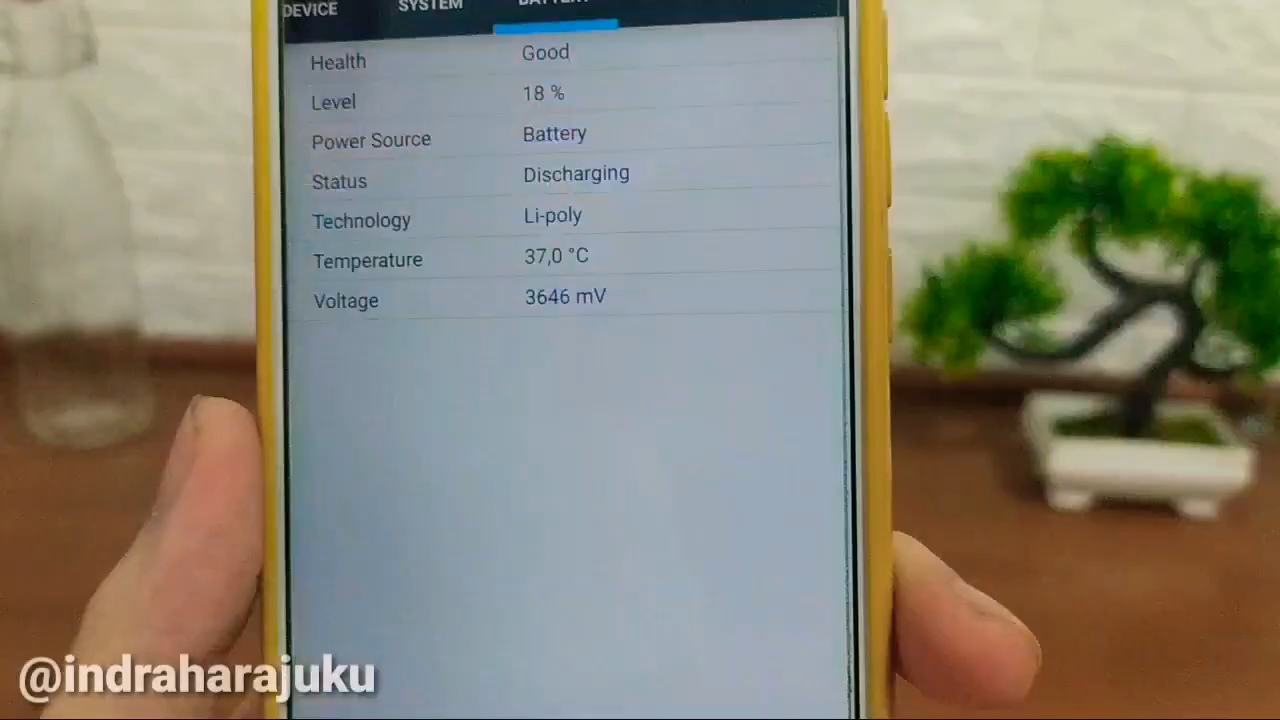 DEVICE SYSTEM BATTERY
Health Good
Level 18 %
Power Source Battery
Status Discharging
Technology Li-poly
Temperature 37,0 °C
Voltage 3646 mV
@indraharajuku